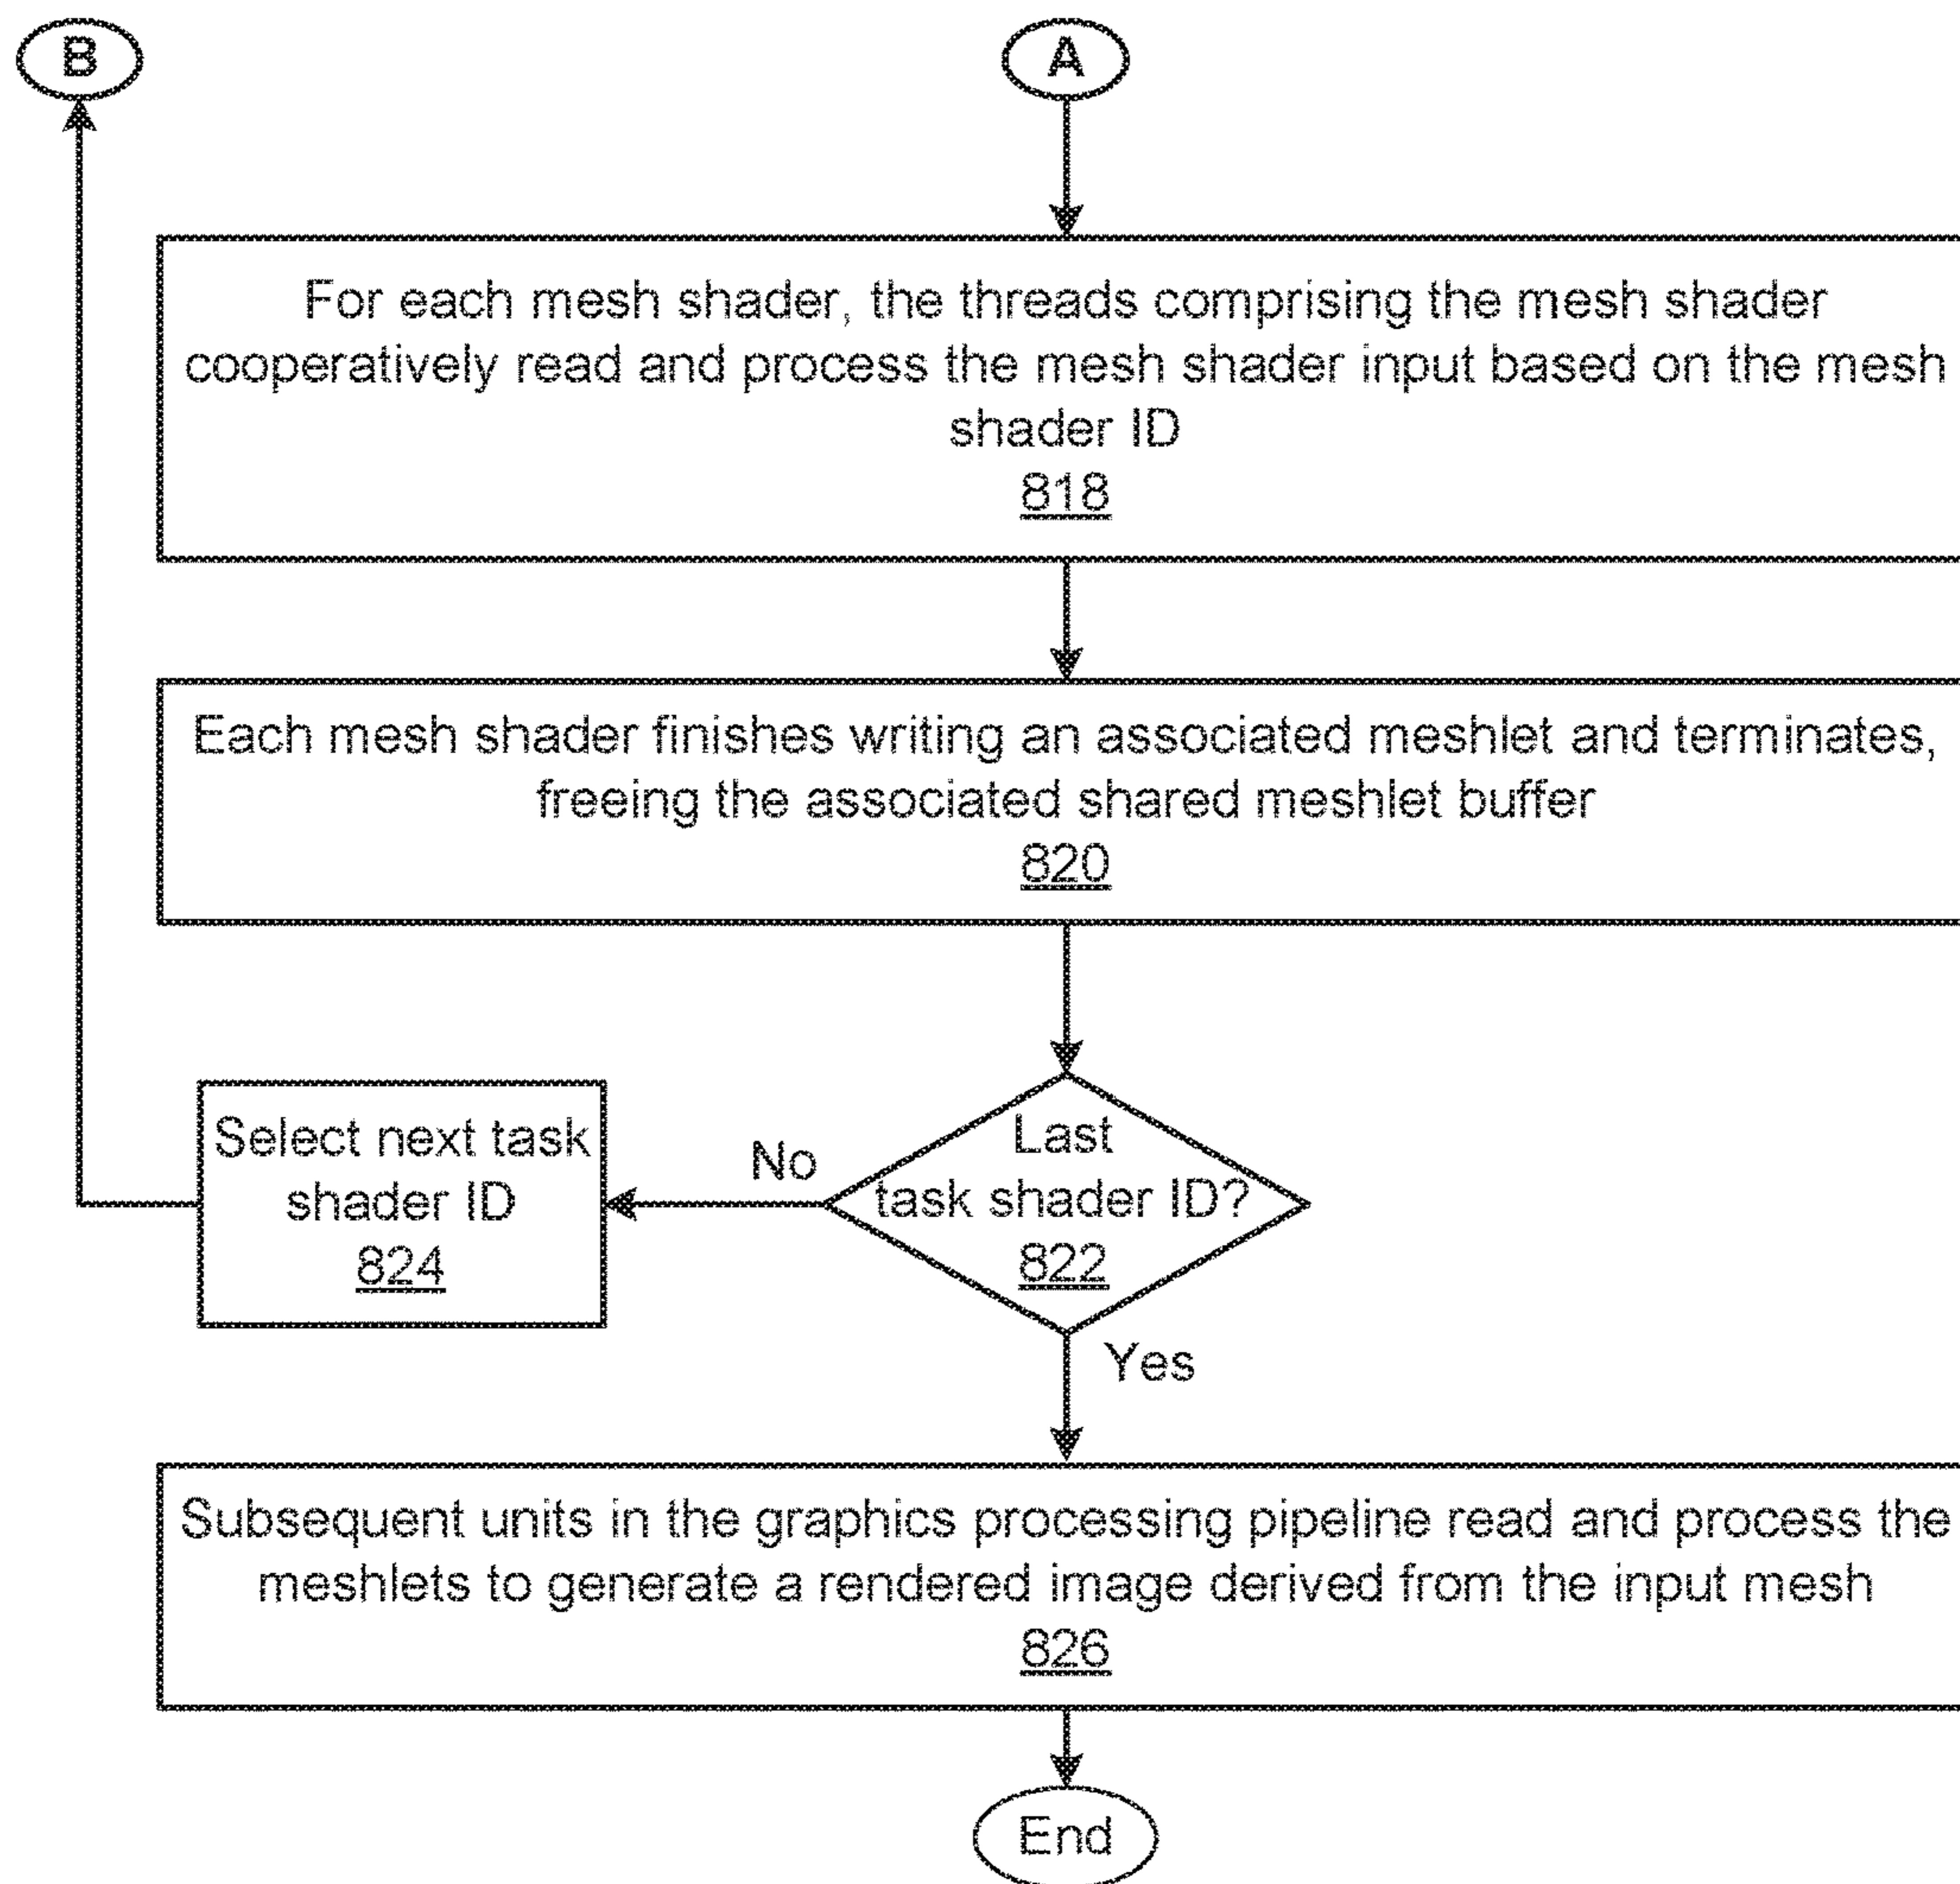 B
A
For each mesh shader, the threads comprising the mesh shader
cooperatively read and process the mesh shader input based on the mesh
shader ID
818
Each mesh shader finishes writing an associated meshlet and terminates,
freeing the associated shared meshlet buffer
820
Last
task shader ID?
822
No
Select next task
shader ID
824
Yes
Subsequent units in the graphics processing pipeline read and process the
meshlets to generate a rendered image derived from the input mesh
826
End